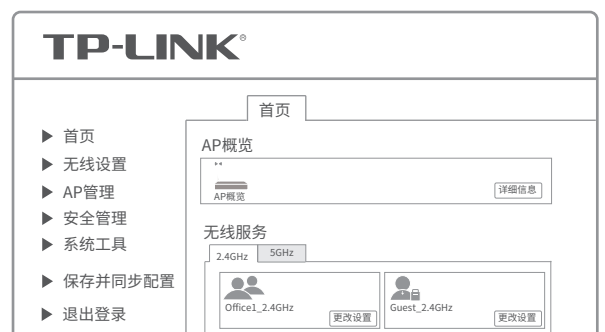 TP-LINK®
首页
首页
无线设置
AP管理
安全管理
系统工具
保存并同步配置
退出登录
AP概览
AP概览
详细信息
无线服务
2.4GHz
5GHz
Office1_2.4GHz
更改设置
Guest_2.4GHz
更改设置